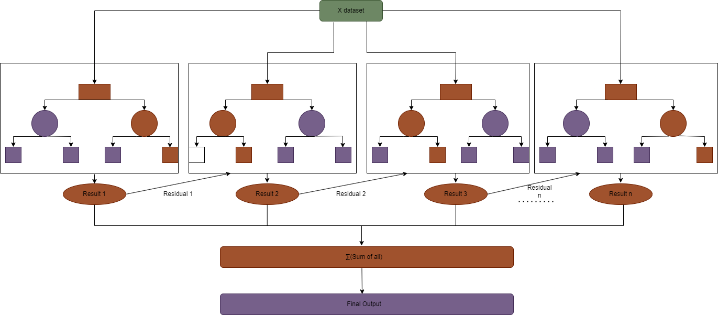 X dataset
Result 1
Residual 1
Result 2
Residual 2
Result 3
Residual
n
.........
Result n
∑(Sum of all)
Final Output